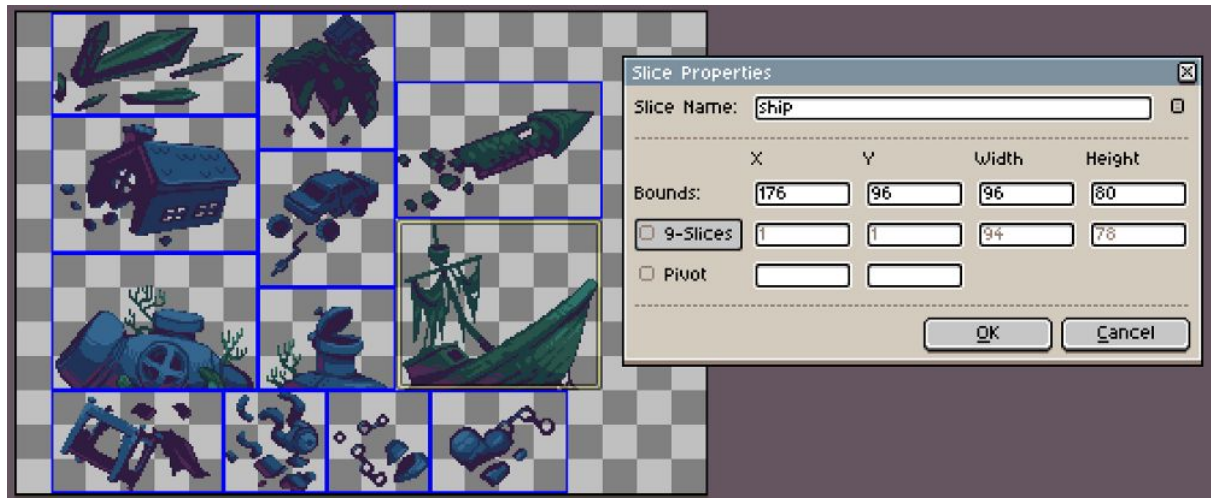 Slice Properties
Slice Name: ship
X Y Width Height
Bounds: 176 96 96 80
9-Slices 1 1 94 78
Pivot
OK Cancel